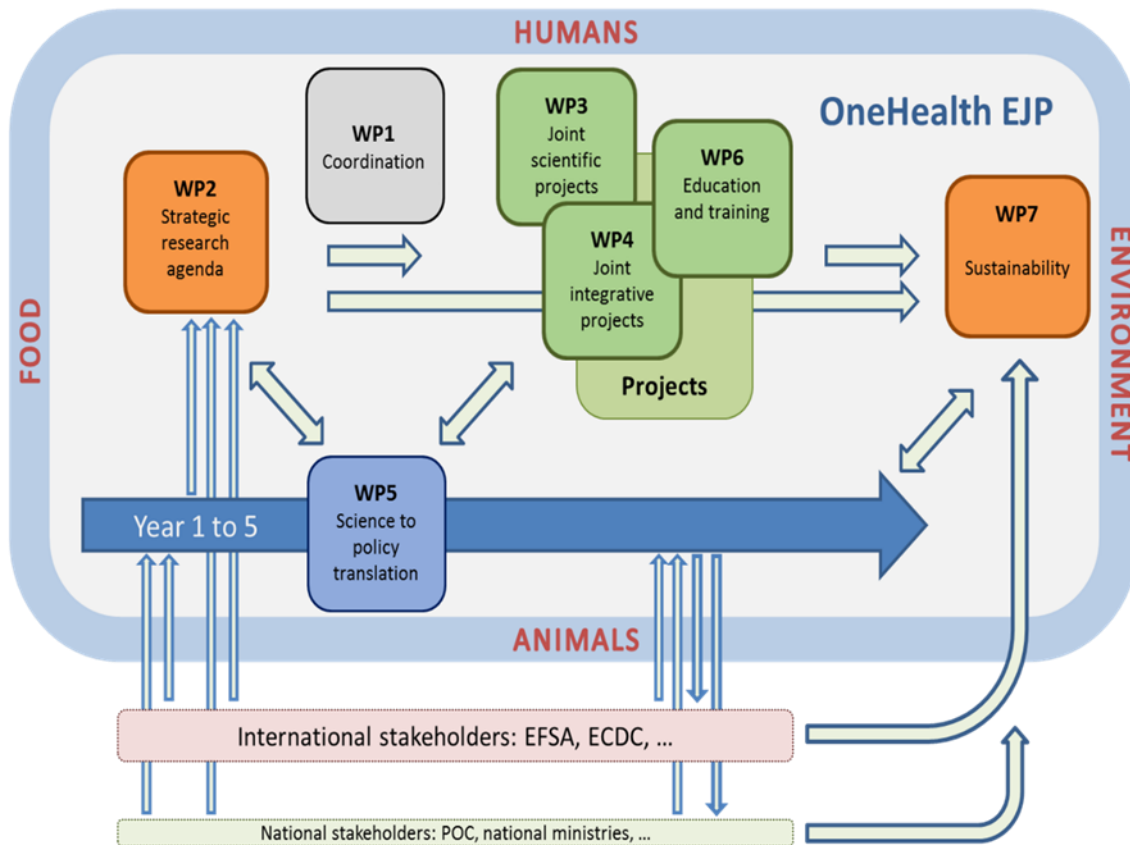 HUMANS
OneHealth EJP
WP1
Coordination
WP3
Joint
scientific
projects
WP6
Education
and training
WP2
Strategic
research
agenda
WP4
Joint
integrative
projects
WP7
Sustainability
FOOD
ENVIRONMENT
Projects
WP5
Science to
policy
translation
Year 1 to 5
ANIMALS
International stakeholders: EFSA, ECDC, ...
National stakeholders: POC, national ministries, ...